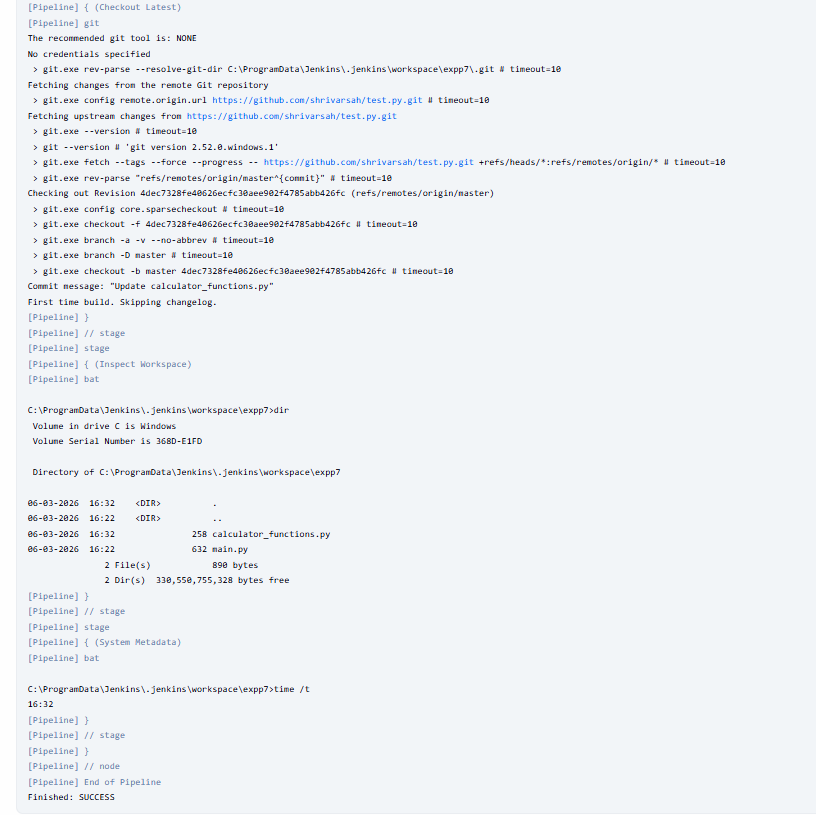 [Pipeline] { (Checkout Latest)
[Pipeline] git
The recommended git tool is: NONE
No credentials specified
 > git.exe rev-parse --resolve-git-dir C:\ProgramData\Jenkins\.jenkins\workspace\expp7\.git # timeout=10
Fetching changes from the remote Git repository
 > git.exe config remote.origin.url https://github.com/shrivarsah/test.py.git # timeout=10
Fetching upstream changes from https://github.com/shrivarsah/test.py.git
 > git.exe --version # timeout=10
 > git --version # 'git version 2.52.0.windows.1'
 > git.exe fetch --tags --force --progress -- https://github.com/shrivarsah/test.py.git +refs/heads/*:refs/remotes/origin/* # timeout=10
 > git.exe rev-parse "refs/remotes/origin/master^{commit}" # timeout=10
Checking out Revision 4dec7328fe40626ecfc30aee902f4785abb426fc (refs/remotes/origin/master)
 > git.exe config core.sparsecheckout # timeout=10
 > git.exe checkout -f 4dec7328fe40626ecfc30aee902f4785abb426fc # timeout=10
 > git.exe branch -a -v --no-abbrev # timeout=10
 > git.exe branch -D master # timeout=10
 > git.exe checkout -b master 4dec7328fe40626ecfc30aee902f4785abb426fc # timeout=10
Commit message: "Update calculator_functions.py"
First time build. Skipping changelog.
[Pipeline] }
[Pipeline] // stage
[Pipeline] stage
[Pipeline] { (Inspect Workspace)
[Pipeline] bat
C:\ProgramData\Jenkins\.jenkins\workspace\expp7>dir
 Volume in drive C is Windows
 Volume Serial Number is 368D-E1FD
 Directory of C:\ProgramData\Jenkins\.jenkins\workspace\expp7
06-03-2026  16:32    <DIR>          .
06-03-2026  16:22    <DIR>          ..
06-03-2026  16:32               258 calculator_functions.py
06-03-2026  16:22               632 main.py
               2 File(s)            890 bytes
               2 Dir(s)  330,550,755,328 bytes free
[Pipeline] }
[Pipeline] // stage
[Pipeline] stage
[Pipeline] { (System Metadata)
[Pipeline] bat
C:\ProgramData\Jenkins\.jenkins\workspace\expp7>time /t
16:32
[Pipeline] }
[Pipeline] // stage
[Pipeline] }
[Pipeline] // node
[Pipeline] End of Pipeline
Finished: SUCCESS